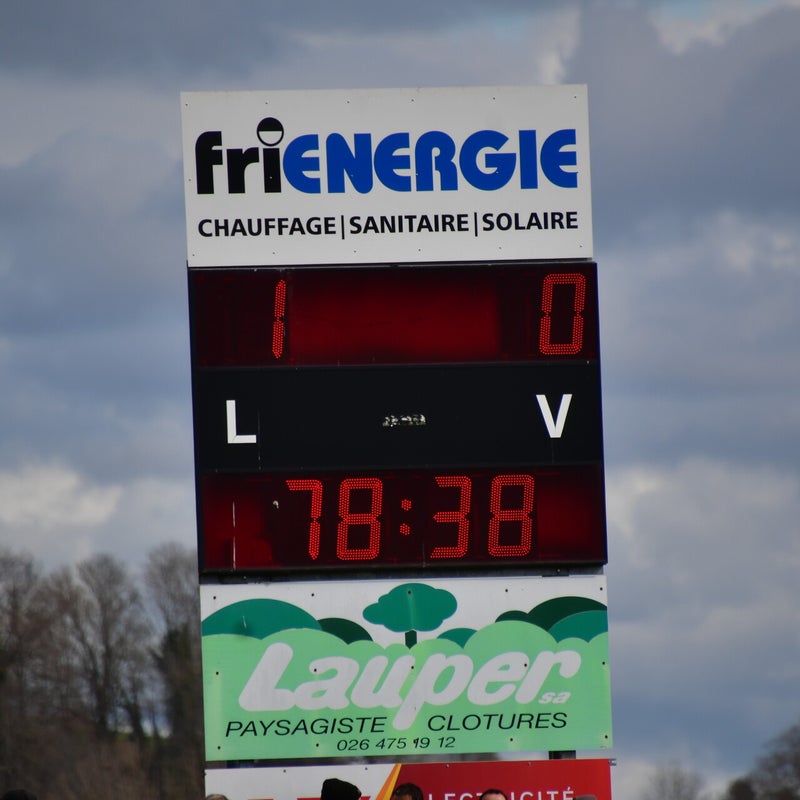 friENERGIE
CHAUFFAGE|SANITAIRE|SOLAIRE
1 0
L V
78:38
Lauper sa
PAYSAGISTE CLOTURES
026 475 19 12